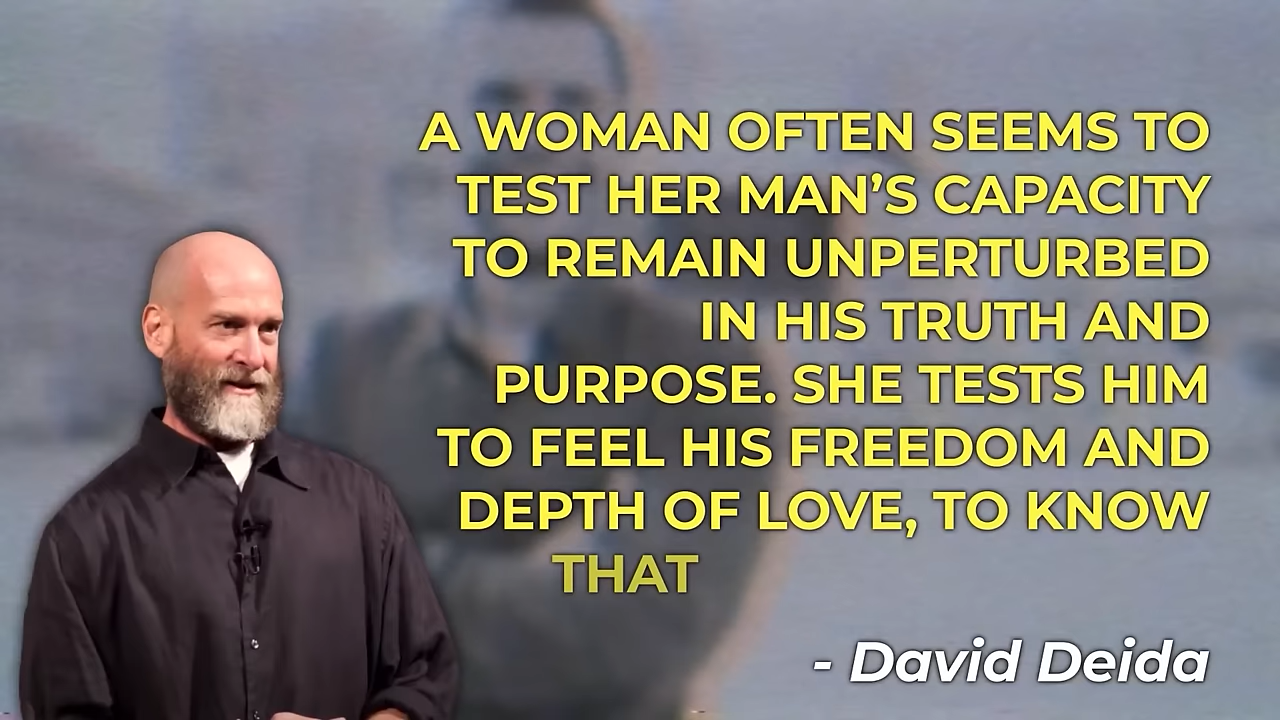 A WOMAN OFTEN SEEMS TO
TEST HER MAN’S CAPACITY
TO REMAIN UNPERTURBED
IN HIS TRUTH AND
PURPOSE. SHE TESTS HIM
TO FEEL HIS FREEDOM AND
DEPTH OF LOVE, TO KNOW
THAT
- David Deida